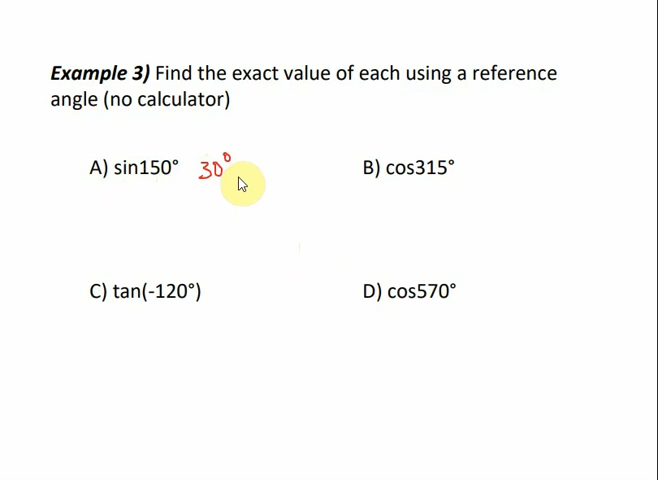 Example 3) Find the exact value of each using a reference
angle (no calculator)
A) sin150° 30°
B) cos315°
C) tan(-120°)
D) cos570°